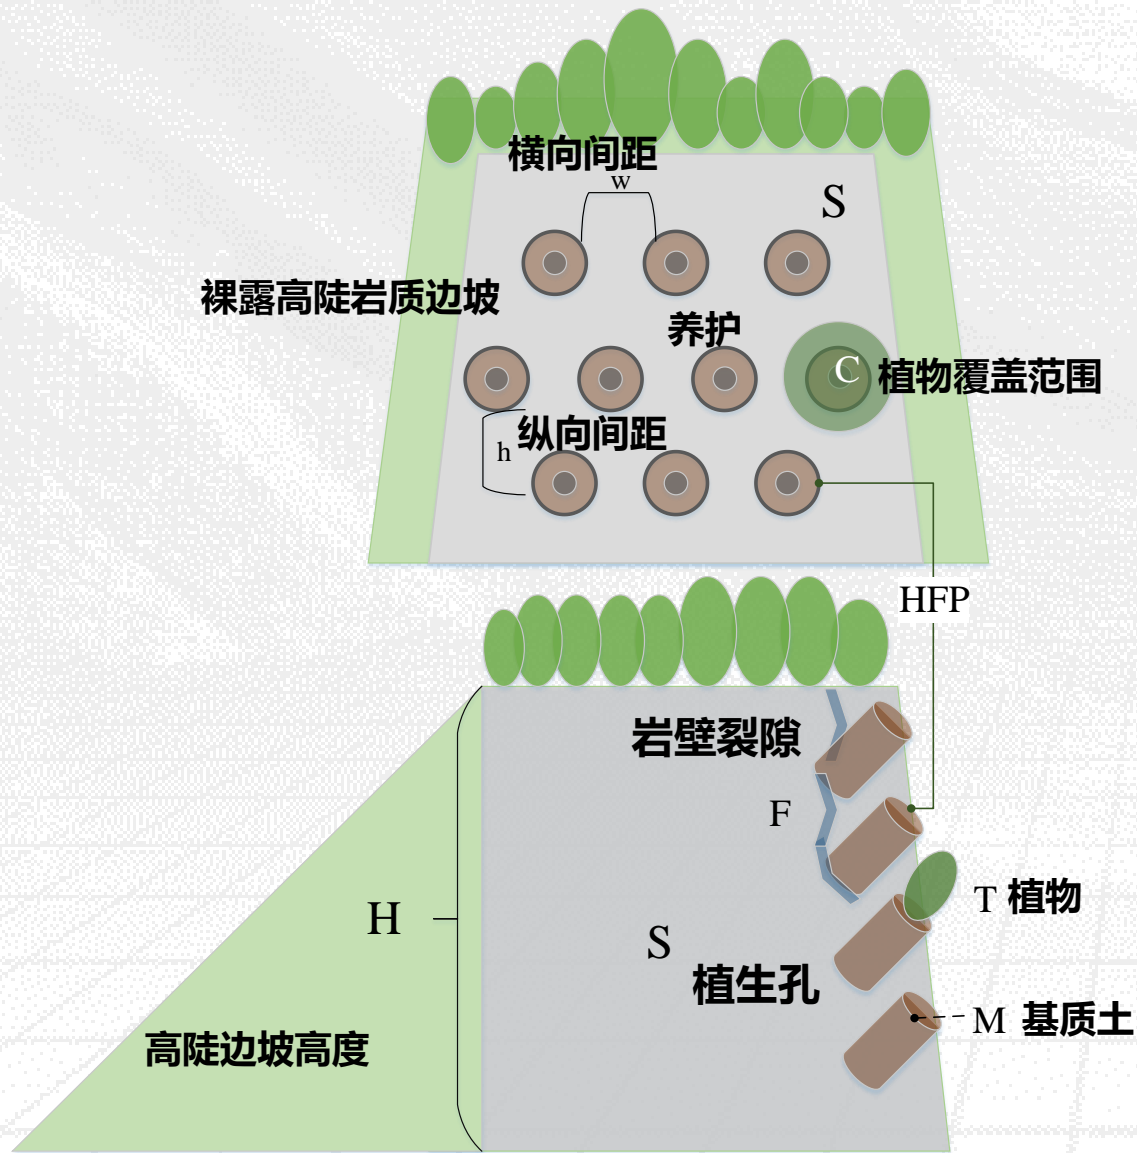 横向间距
w
S
裸露高陡岩质边坡
养护
C 植物覆盖范围
纵向间距
h
HFP
岩壁裂隙
F
T 植物
H
S
植生孔
M 基质土
高陡边坡高度